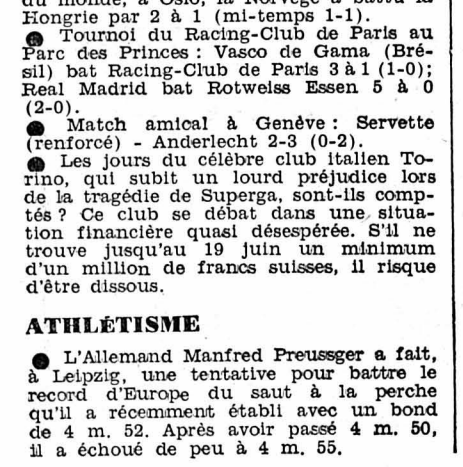 du monde, à Oslo, la Norvège a battu la
Hongrie par 2 à 1 (mi-temps 1-1).
● Tournoi du Racing-Club de Paris au
Parc des Princes : Vasco de Gama (Bré-
sil) bat Racing-Club de Paris 3 à 1 (1-0);
Real Madrid bat Rotweiss Essen 5 à 0
(2-0).
● Match amical à Genève : Servette
(renforcé) - Anderlecht 2-3 (0-2).
● Les jours du célèbre club italien To-
rino, qui subit un lourd préjudice lors
de la tragédie de Superga, sont-ils comp-
tés ? Ce club se débat dans une situa-
tion financière quasi désespérée. S'il ne
trouve jusqu'au 19 juin un minimum
d'un million de francs suisses, il risque
d'être dissous.
ATHLÉTISME
● L'Allemand Manfred Preussger a fait,
à Leipzig, une tentative pour battre le
record d'Europe du saut à la perche
qu'il a récemment établi avec un bond
de 4 m. 52. Après avoir passé 4 m. 50,
il a échoué de peu à 4 m. 55.